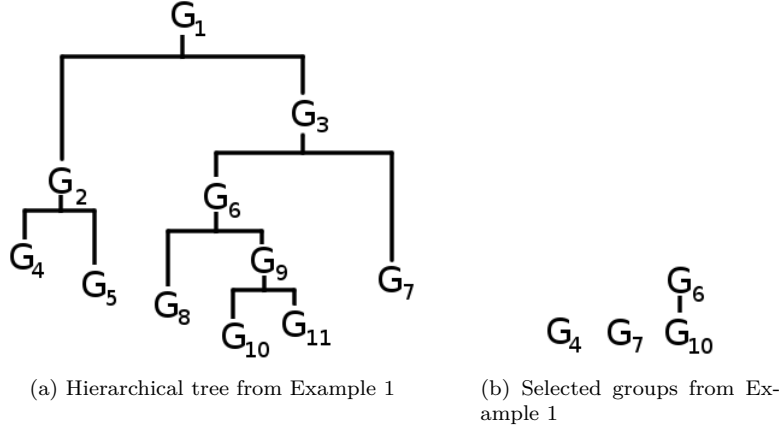 G1
G3
G2
G6
G4 G5
G9
G8
G7
G10 G11
G6
G4 G7 G10
(a) Hierarchical tree from Example 1
(b) Selected groups from Ex-
ample 1